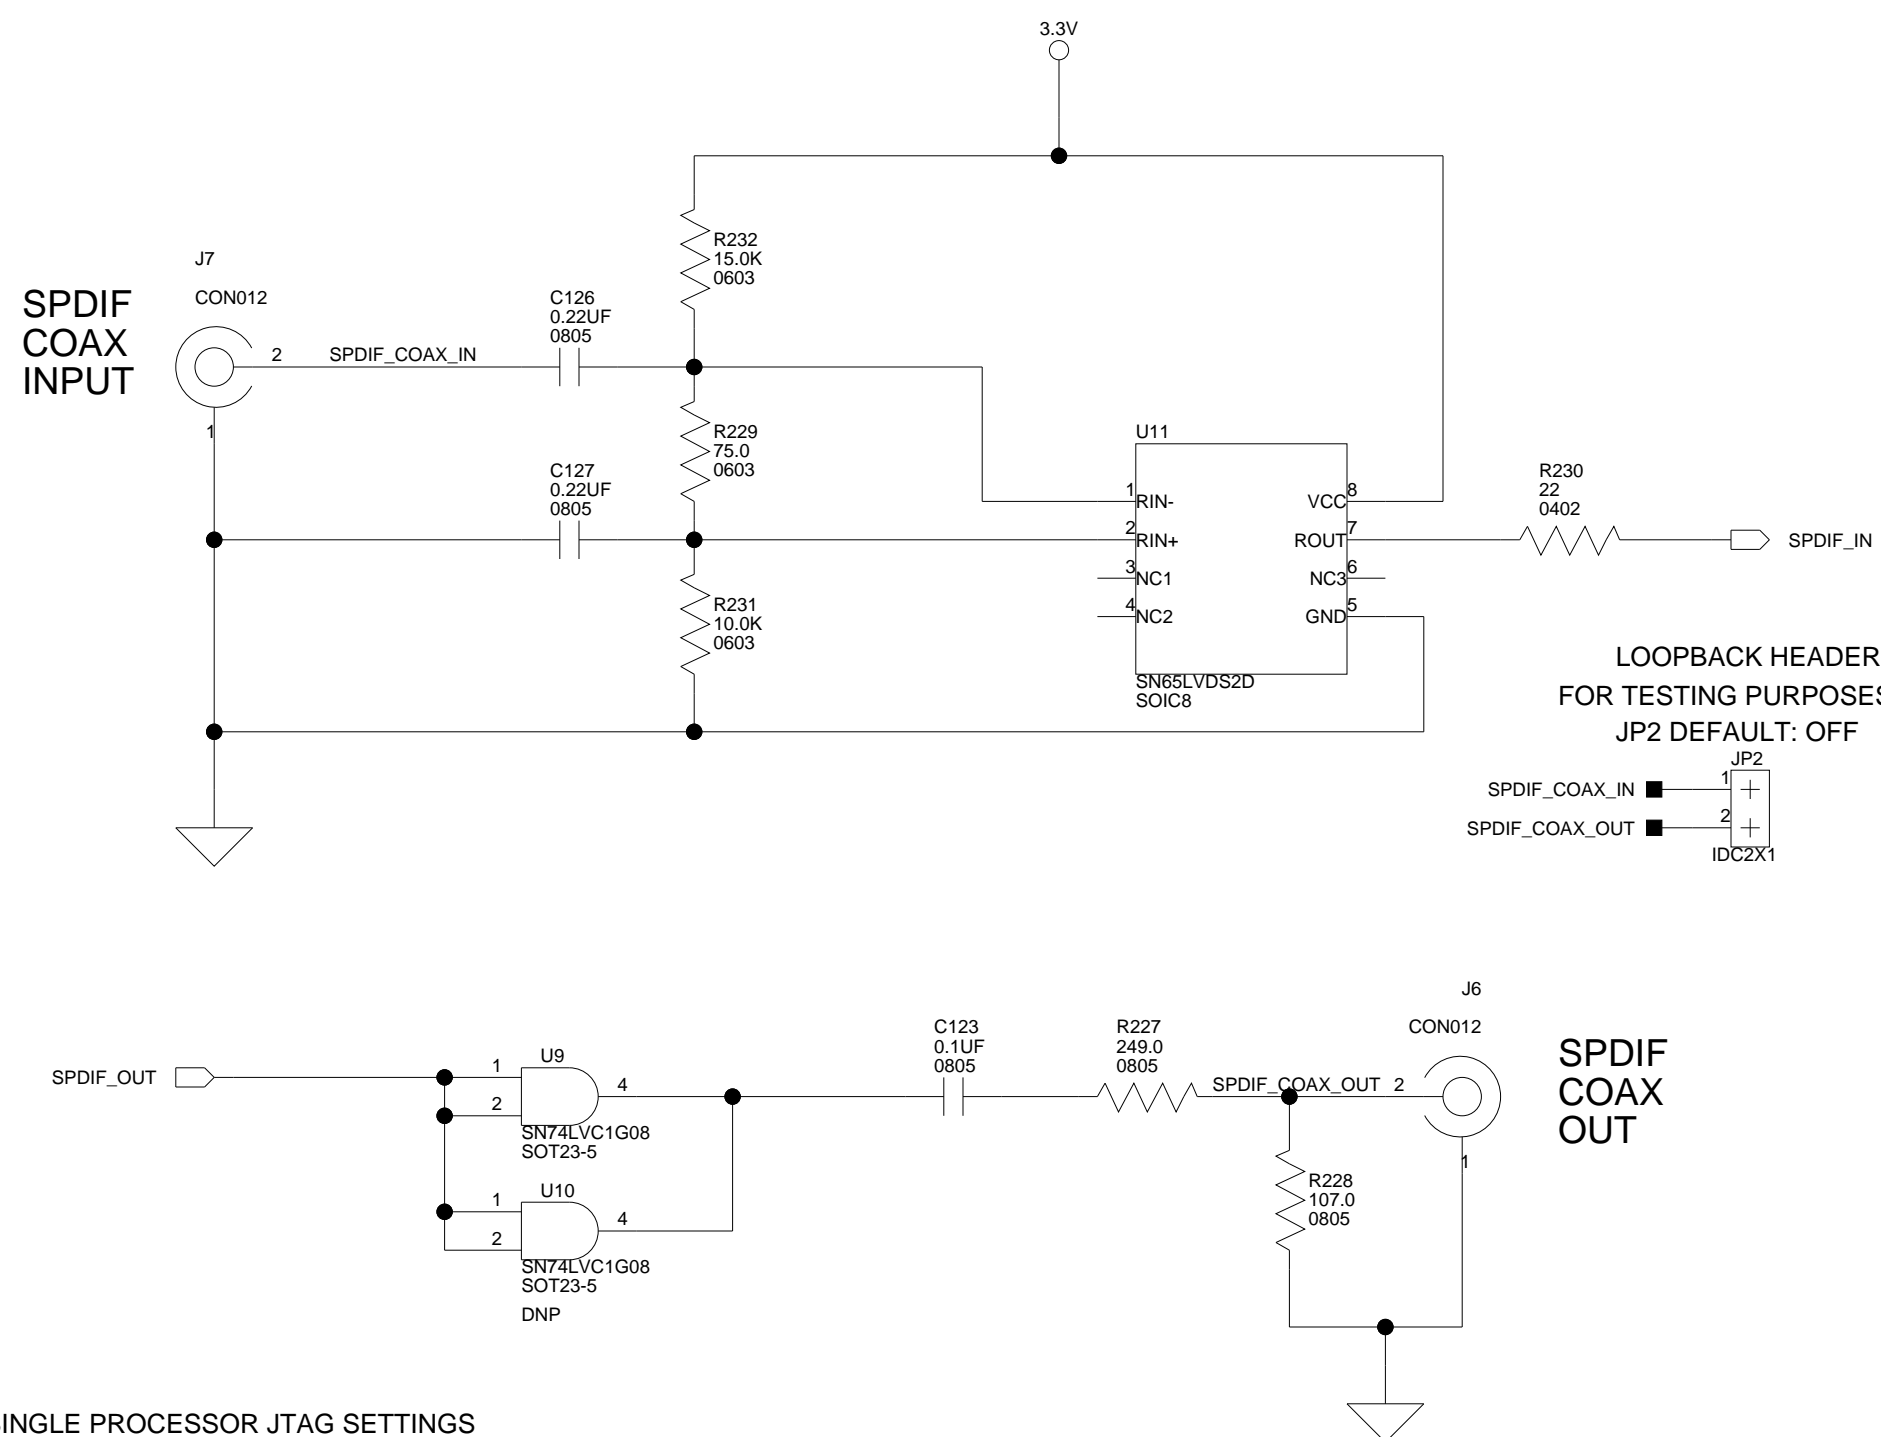 3.3V
J7
CON012
SPDIF
COAX
INPUT
2
SPDIF_COAX_IN
1
C126
0.22UF
0805
R232
15.0K
0603
R229
75.0
0603
C127
0.22UF
0805
R231
10.0K
0603
U11
1
RIN-
2
RIN+
3
NC1
4
NC2
VCC
8
ROUT
7
NC3
6
GND
5
SN65LVDS2D
SOIC8
R230
22
0402
SPDIF_IN
LOOPBACK HEADER
FOR TESTING PURPOSES
JP2 DEFAULT: OFF
JP2
SPDIF_COAX_IN
1
SPDIF_COAX_OUT
2
IDC2X1
SPDIF_OUT
U9
1
2
4
SN74LVC1G08
SOT23-5
U10
1
2
4
SN74LVC1G08
SOT23-5
DNP
C123
0.1UF
0805
R227
249.0
0805
SPDIF_COAX_OUT
2
J6
CON012
1
SPDIF
COAX
OUT
R228
107.0
0805
INGLE PROCESSOR JTAG SETTINGS